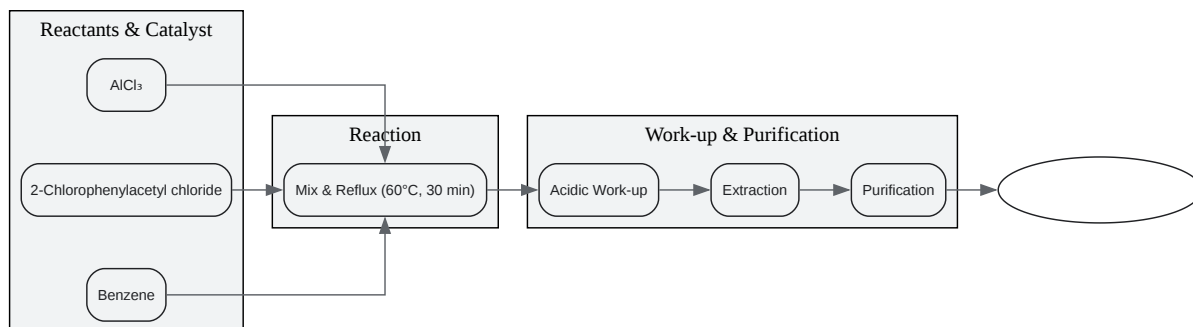 Reactants & Catalyst
AlCl₃
2-Chlorophenylacetyl chloride
Benzene
Reaction
Mix & Reflux (60°C, 30 min)
Work-up & Purification
Acidic Work-up
Extraction
Purification